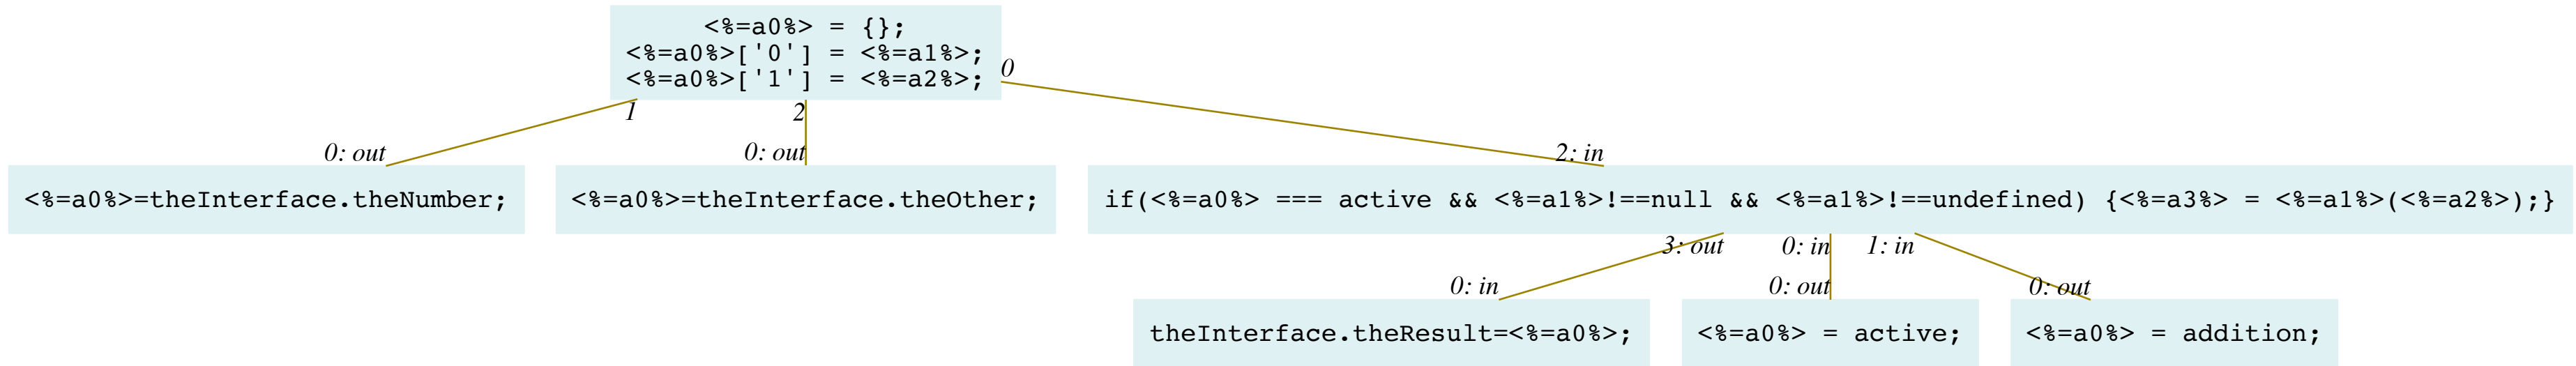 <%=a0%> = {};
<%=a0%>['0'] = <%=a1%>;
<%=a0%>['1'] = <%=a2%>;
0
1
2
0: out
0: out
2: in
<%=a0%>=theInterface.theNumber;
<%=a0%>=theInterface.theOther;
if(<%=a0%> === active && <%=a1%>!==null && <%=a1%>!==undefined) {<%=a3%> = <%=a1%>(<%=a2%>);}
3: out
0: in
1: in
0: in
0: out
0: out
theInterface.theResult=<%=a0%>;
<%=a0%> = active;
<%=a0%> = addition;